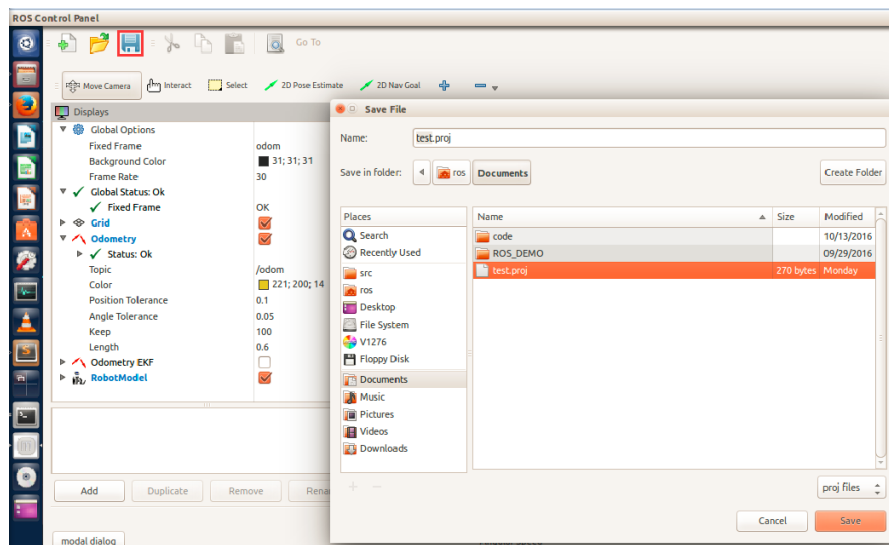 ROS Control Panel
Go To
Move Camera Interact Select 2D Pose Estimate 2D Nav Goal
Displays
Global Options
Fixed Frame odom
Background Color 31; 31; 31
Frame Rate 30
Global Status: Ok
Fixed Frame OK
Grid
Odometry
Status: Ok
Topic /odom
Color 221; 200; 14
Position Tolerance 0.1
Angle Tolerance 0.05
Keep 100
Length 0.6
Odometry EKF
RobotModel
Add Duplicate Remove Rena
modal dialog
Save File
Name: test.proj
Save in folder: ros Documents Create Folder
Places
Search
Recently Used
src
ros
Desktop
File System
V1276
Floppy Disk
Documents
Music
Pictures
Videos
Downloads
Name Size Modified
code 10/13/2016
ROS_DEMO 09/29/2016
test.proj 270 bytes Monday
proj files
Cancel Save